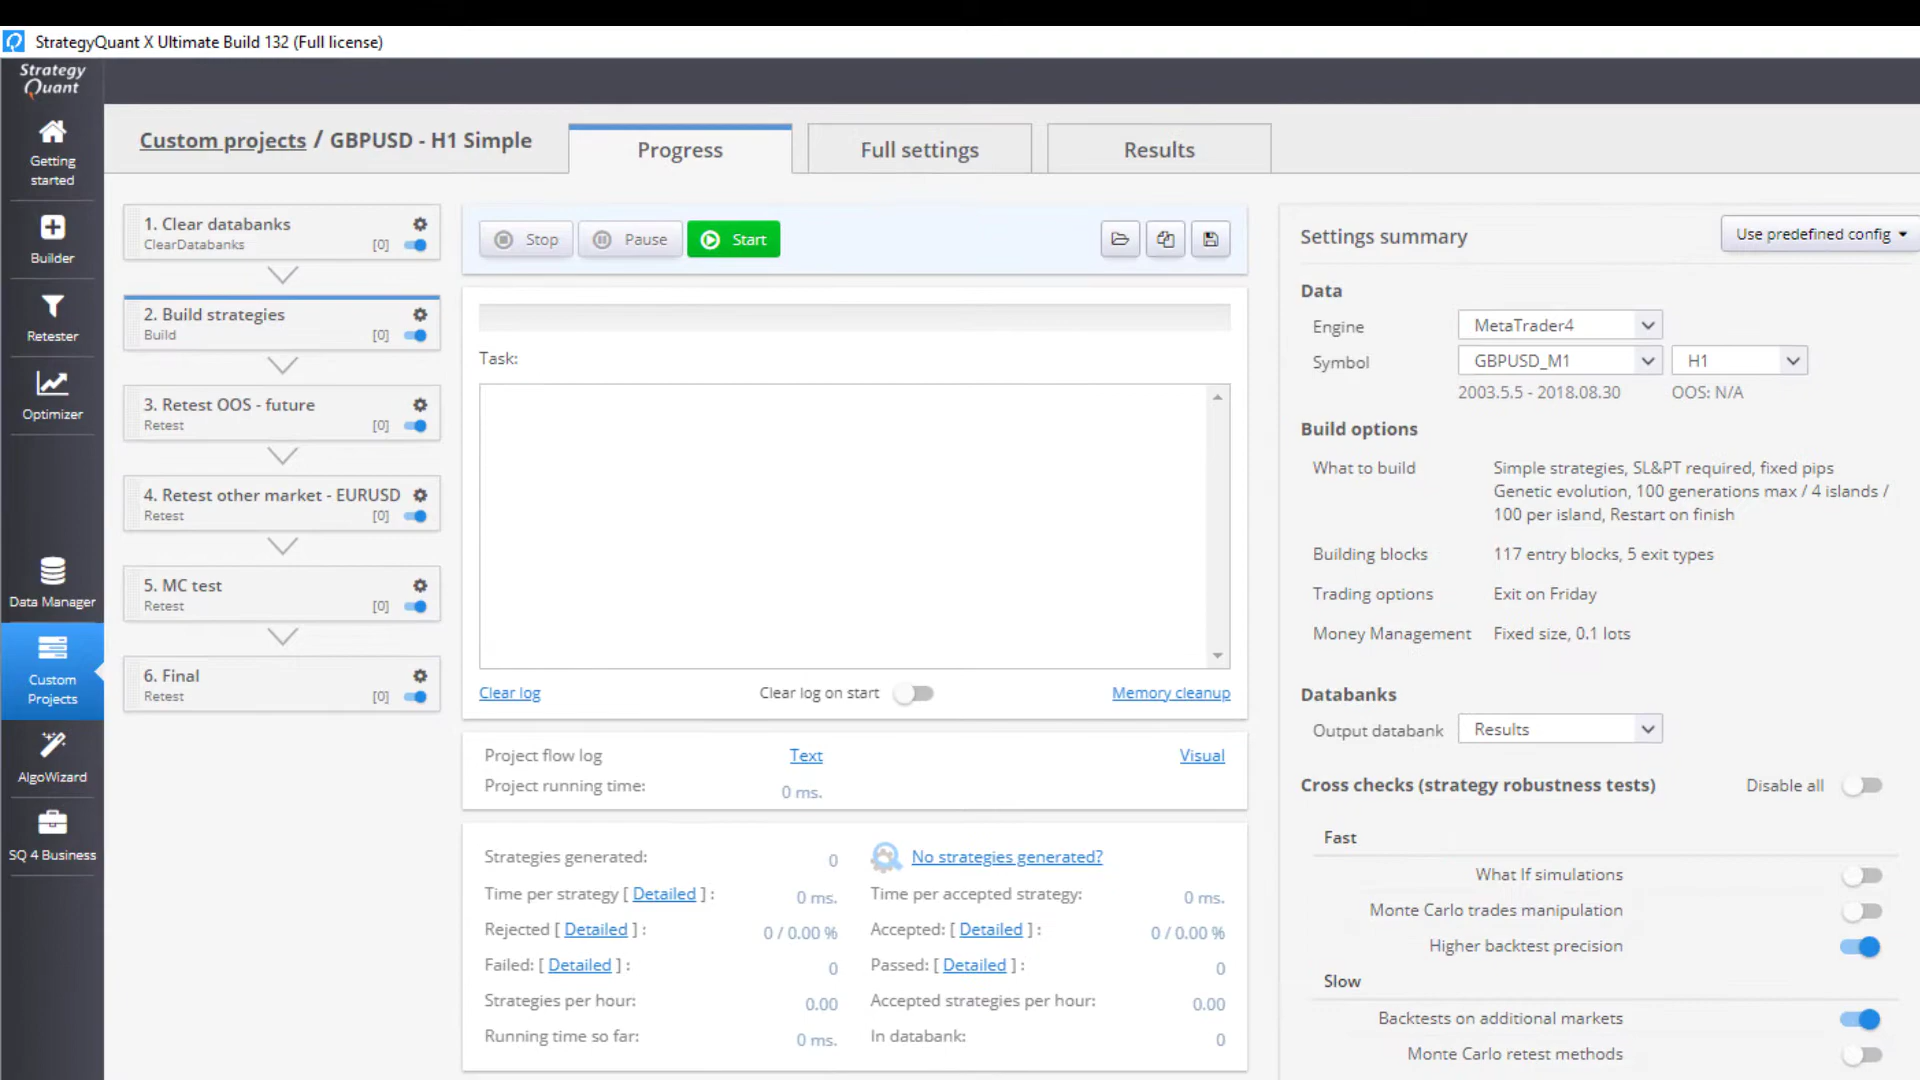 StrategyQuant X Ultimate Build 132 (Full license)
Strategy
Quant
Getting
started
Builder
Retester
Optimizer
Data Manager
Custom
Projects
AlgoWizard
SQ 4 Business
Custom projects / GBPUSD - H1 Simple
Progress
Full settings
Results
1. Clear databanks
ClearDatabanks [0]
2. Build strategies
Build [0]
3. Retest OOS - future
Retest [0]
4. Retest other market - EURUSD
Retest [0]
5. MC test
Retest [0]
6. Final
Retest [0]
Stop Pause Start
Task:
Clear log Clear log on start Memory cleanup
Project flow log Text Visual
Project running time: 0 ms.
Strategies generated: 0 No strategies generated?
Time per strategy [ Detailed ] : 0 ms. Time per accepted strategy: 0 ms.
Rejected [ Detailed ] : 0 / 0.00 % Accepted: [ Detailed ] : 0 / 0.00 %
Failed: [ Detailed ] : 0 Passed: [ Detailed ] : 0
Strategies per hour: 0.00 Accepted strategies per hour: 0.00
Running time so far: 0 ms. In databank: 0
Settings summary Use predefined config
Data
Engine MetaTrader4
Symbol GBPUSD_M1 H1
2003.5.5 - 2018.08.30 OOS: N/A
Build options
What to build Simple strategies, SL&PT required, fixed pips
Genetic evolution, 100 generations max / 4 islands /
100 per island, Restart on finish
Building blocks 117 entry blocks, 5 exit types
Trading options Exit on Friday
Money Management Fixed size, 0.1 lots
Databanks
Output databank Results
Cross checks (strategy robustness tests) Disable all
Fast
What If simulations
Monte Carlo trades manipulation
Higher backtest precision
Slow
Backtests on additional markets
Monte Carlo retest methods